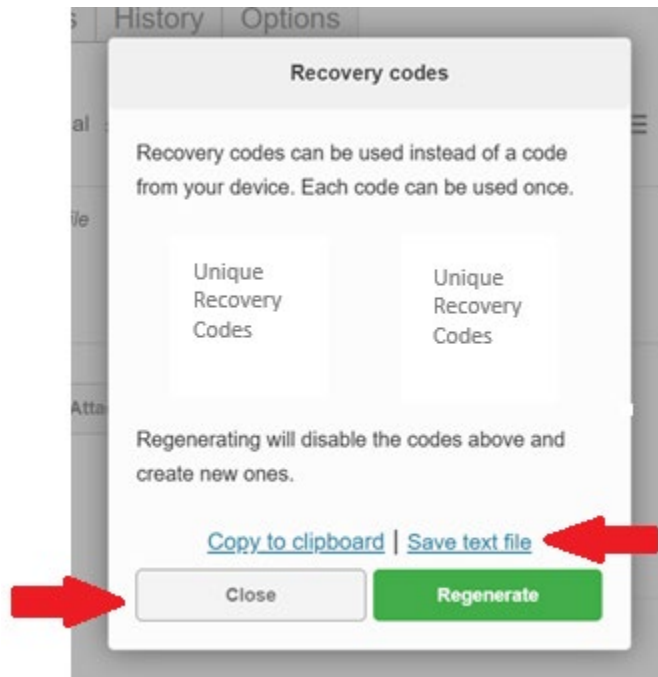 s History Options
Recovery codes
al
Recovery codes can be used instead of a code
from your device. Each code can be used once.
ile
Unique
Recovery
Codes
Unique
Recovery
Codes
Atta
Regenerating will disable the codes above and
create new ones.
Copy to clipboard | Save text file
Close Regenerate